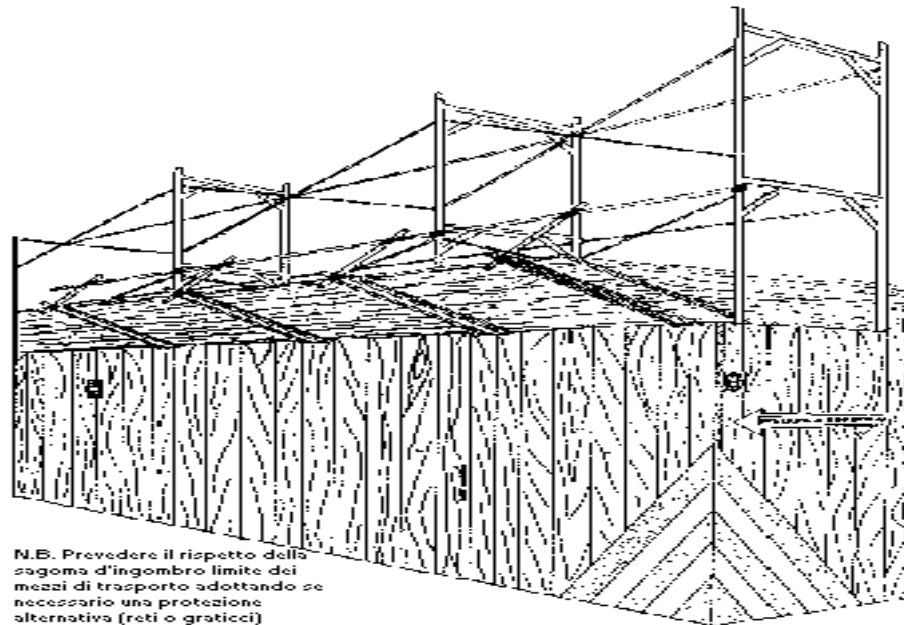 N.B. Prevedere il rispetto della
sagoma d'ingombro limite dei
mezzi di trasporto adottando se
necessario una protezione
alternativa (reti o graticci)